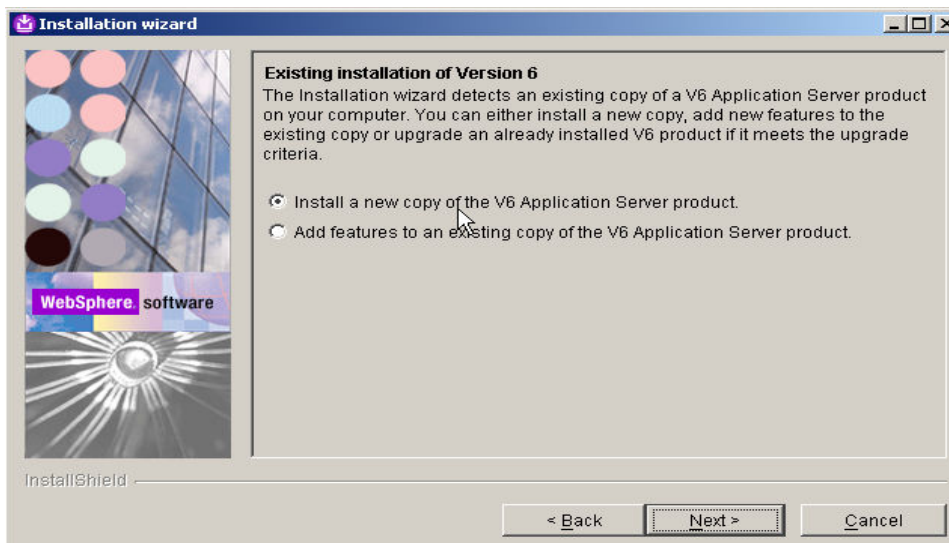 Installation wizard
Existing installation of Version 6
The Installation wizard detects an existing copy of a V6 Application Server product
on your computer. You can either install a new copy, add new features to the
existing copy or upgrade an already installed V6 product if it meets the upgrade
criteria.
Install a new copy of the V6 Application Server product.
Add features to an existing copy of the V6 Application Server product.
WebSphere. software
InstallShield
< Back
Next >
Cancel